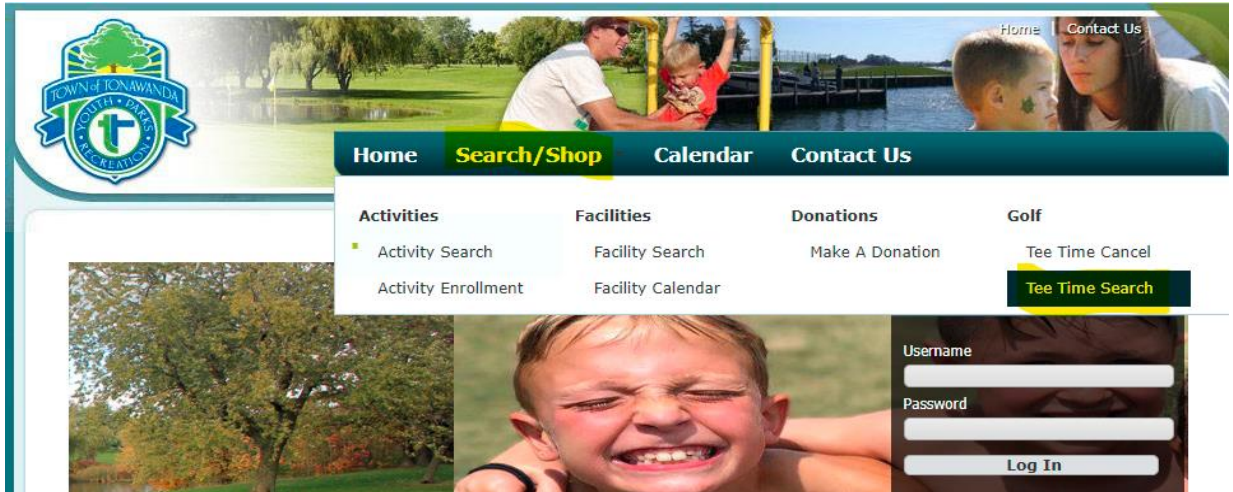 Home | Contact Us
TOWN of TONAWANDA
YOUTH • PARKS
RECREATION
Home Search/Shop Calendar Contact Us
Activities Facilities Donations Golf
Activity Search Facility Search Make A Donation Tee Time Cancel
Activity Enrollment Facility Calendar Tee Time Search
Username
Password
Log In